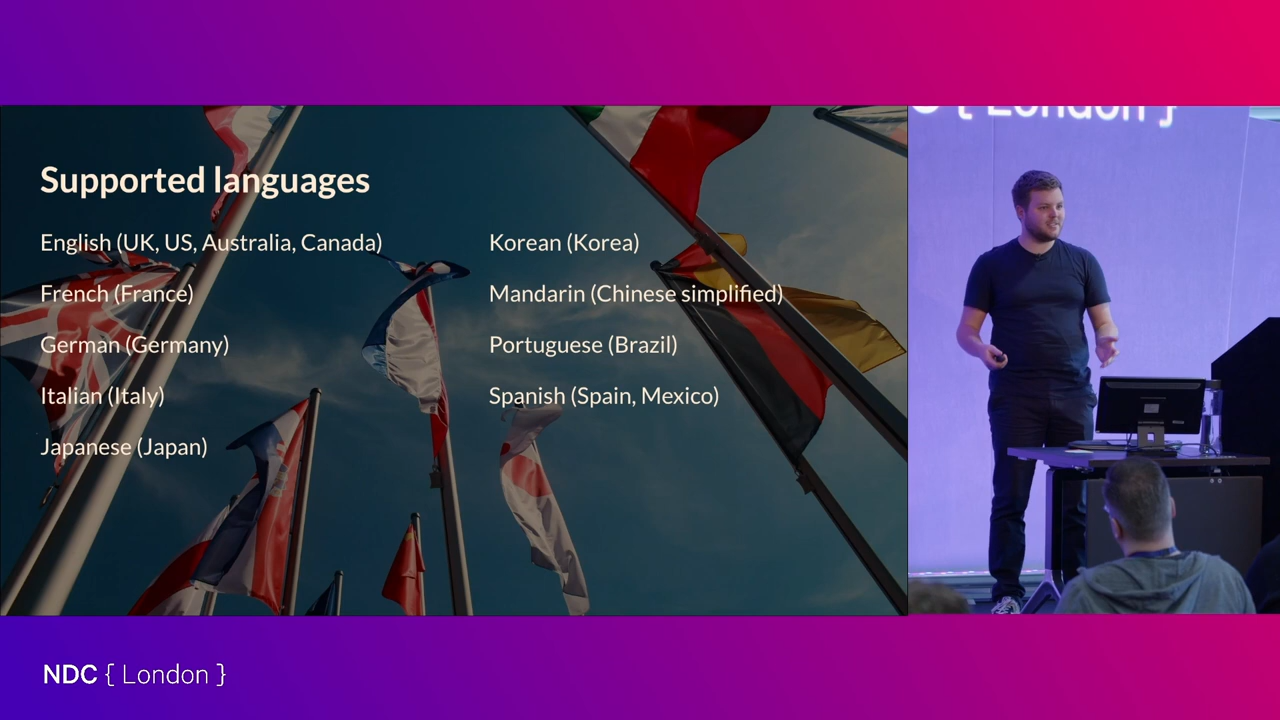 { London }
Supported languages
English (UK, US, Australia, Canada)
French (France)
German (Germany)
Italian (Italy)
Japanese (Japan)
Korean (Korea)
Mandarin (Chinese simplified)
Portuguese (Brazil)
Spanish (Spain, Mexico)
NDC { London }